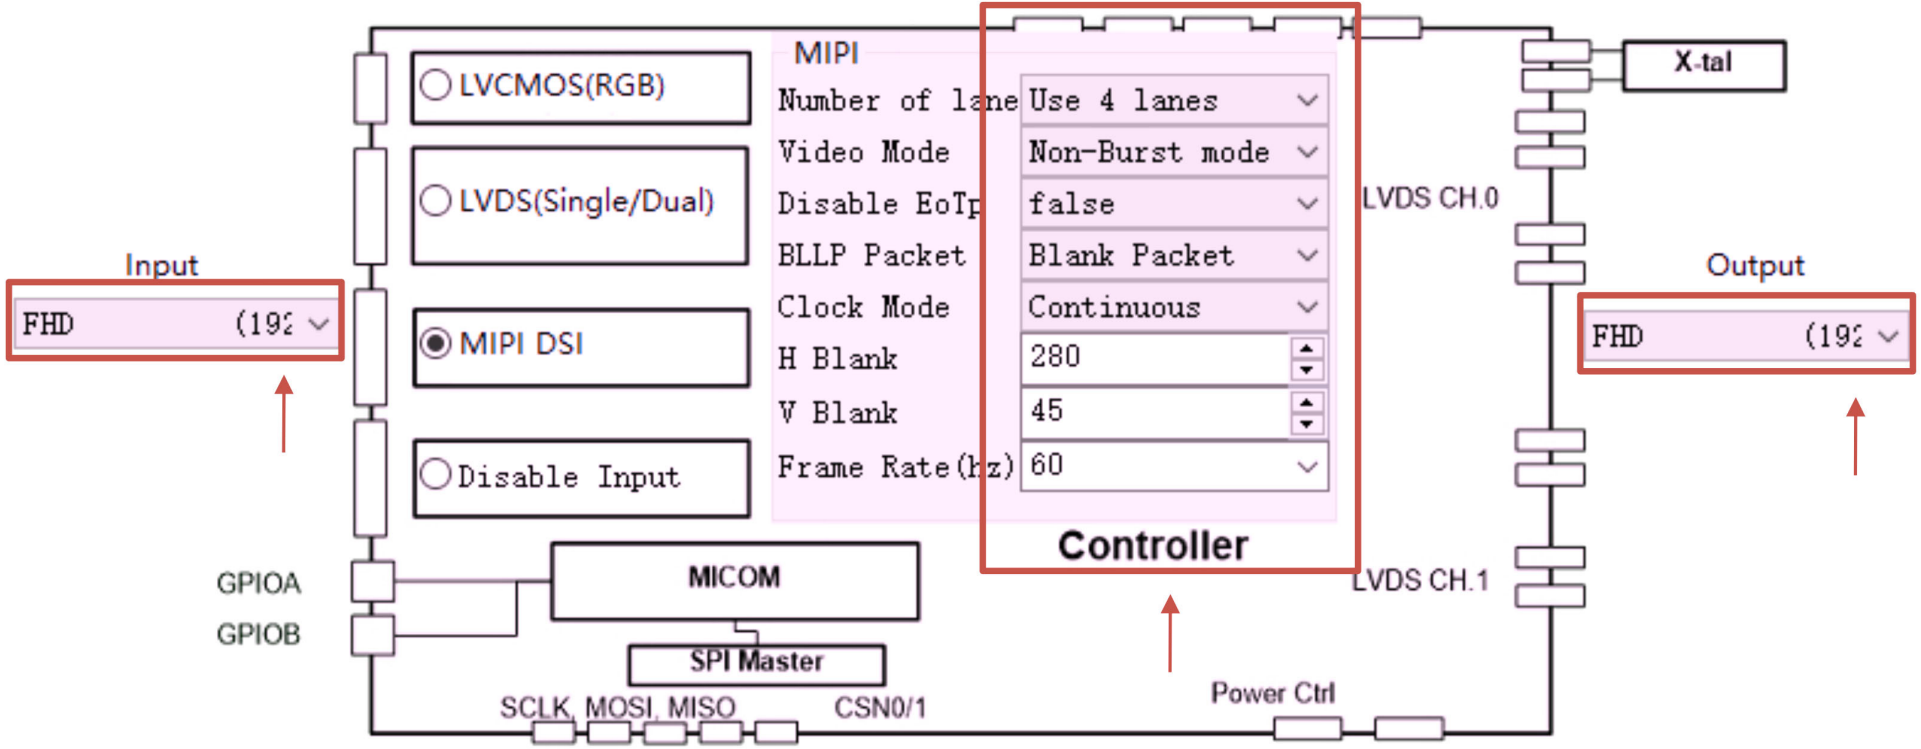 MIPI
LVCMOS(RGB)
Number of lane Use 4 lanes
X-tal
Video Mode Non-Burst mode
LVDS(Single/Dual)
Disable EoTp false
LVDS CH.0
BLLP Packet Blank Packet
Input
Output
Clock Mode Continuous
FHD (192
FHD (192
MIPI DSI
H Blank 280
V Blank 45
Disable Input
Frame Rate(hz) 60
Controller
GPIOA
MICOM
LVDS CH.1
GPIOB
SPI Master
SCLK, MOSI, MISO CSN0/1
Power Ctrl